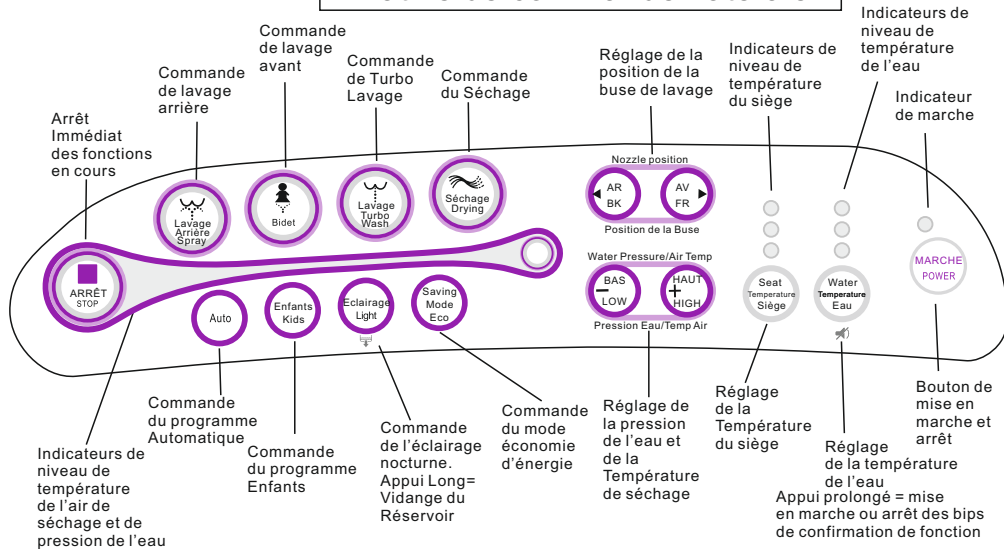 Arrêt
Immédiat
des fonctions
en cours
Commande
de lavage
arrière
Commande
de lavage
avant
Commande
de Turbo
Lavage
Commande
du Séchage
Réglage de la
position de la
buse de lavage
Indicateurs de
niveau de
température
du siège
Indicateurs de
niveau de
température
de l'eau
Indicateur
de marche
Lavage
Arrière
Spray
Bidet
Lavage
Turbo
Wash
Séchage
Drying
Nozzle position
AR
BK
AV
FR
Position de la Buse
ARRÊT
STOP
Auto
Enfants
Kids
Eclairage
Light
Saving
Mode
Eco
Water Pressure/Air Temp
BAS
LOW
HAUT
HIGH
Pression Eau/Temp Air
Seat
Temperature
Siège
Water
Temperature
Eau
MARCHE
POWER
Indicateurs de
niveau de
température
de l'air de
séchage et de
pression de l'eau
Commande
du programme
Automatique
Commande
du programme
Enfants
Commande
de l'éclairage
nocturne.
Appui Long=
Vidange du
Réservoir
Commande
du mode
économie
d'énergie
Réglage de
la pression
de l'eau et
de la
Température
de séchage
Réglage
de la
Température
du siège
Réglage
de la température
de l'eau
Appui prolongé = mise
en marche ou arrêt des bips
de confirmation de fonction
Bouton de
mise en
marche et
arrêt